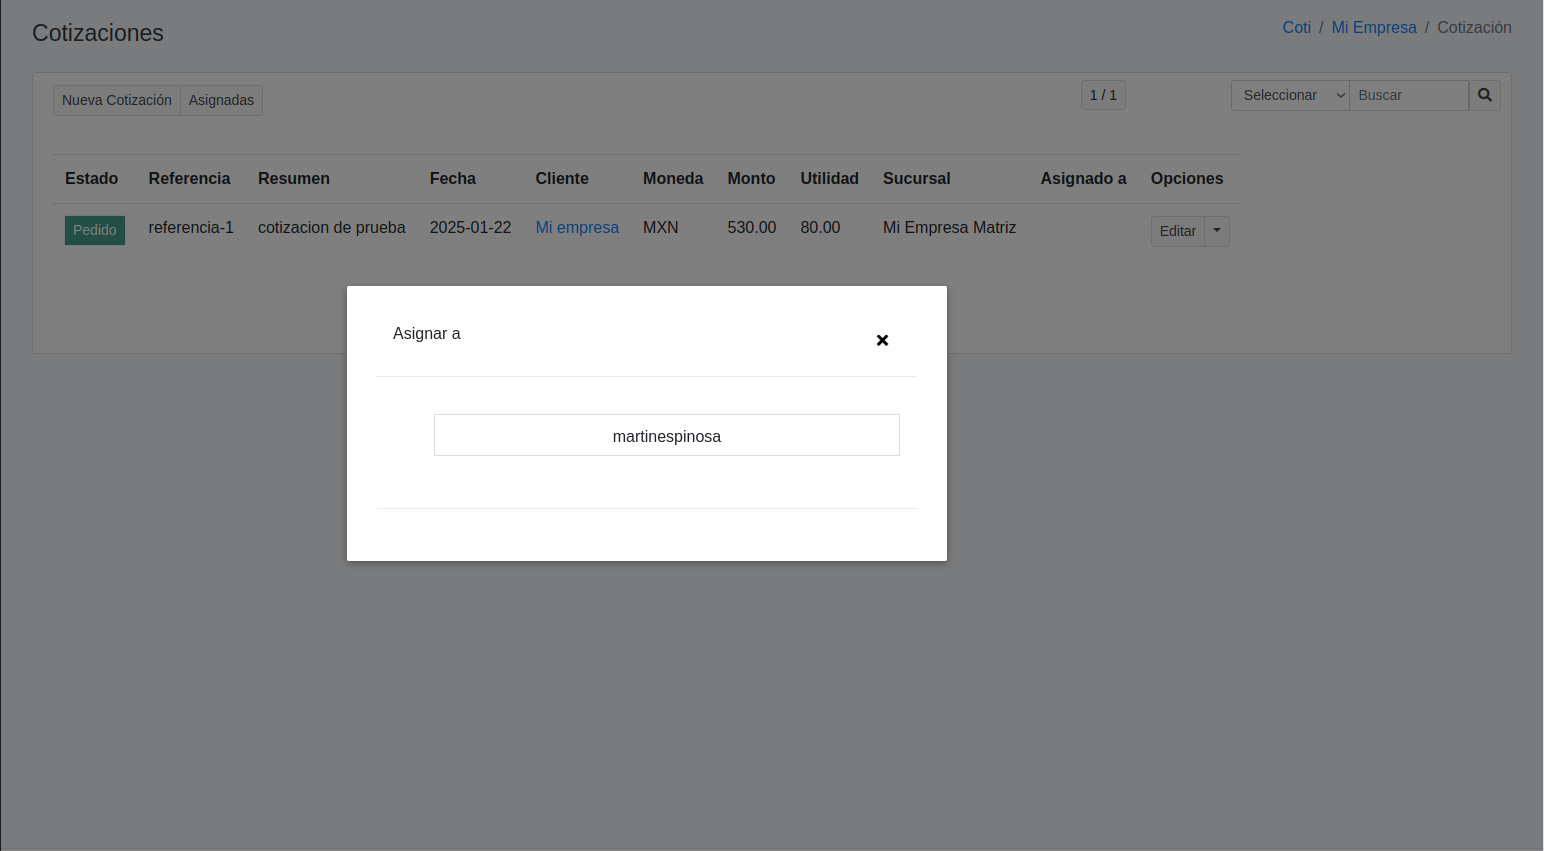 Cotizaciones
Coti / Mi Empresa / Cotización
Nueva Cotización Asignadas 1 / 1 Seleccionar Buscar
Estado Referencia Resumen Fecha Cliente Moneda Monto Utilidad Sucursal Asignado a Opciones
Pedido referencia-1 cotizacion de prueba 2025-01-22 Mi empresa MXN 530.00 80.00 Mi Empresa Matriz Editar
Asignar a
martinespinosa